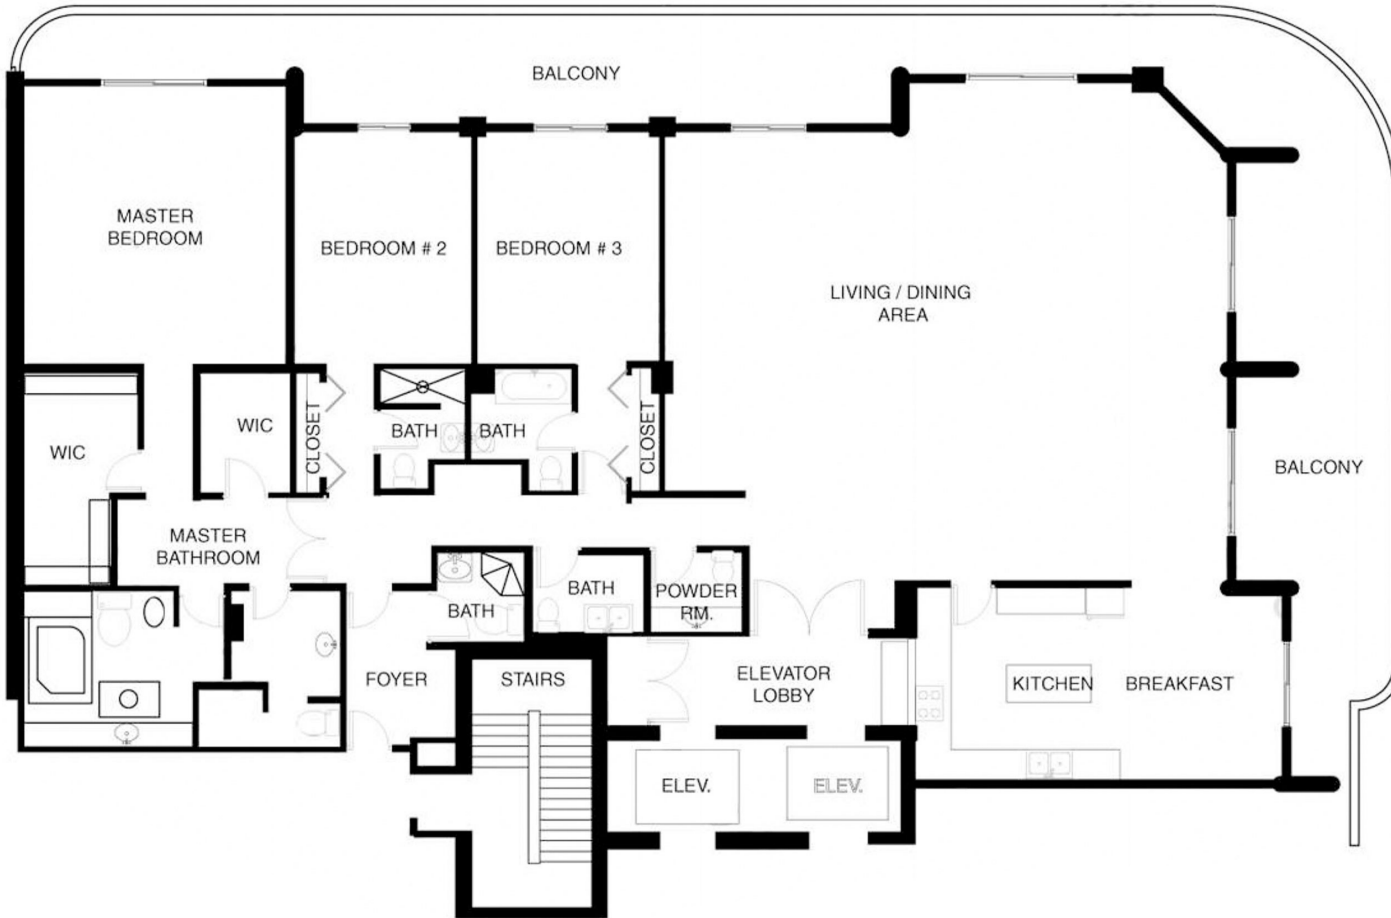 BALCONY
MASTER
BEDROOM
BEDROOM # 2
BEDROOM # 3
LIVING / DINING
AREA
WIC
WIC
CLOSET
BATH
BATH
CLOSET
BALCONY
MASTER
BATHROOM
BATH
BATH
POWDER
RM.
FOYER
STAIRS
ELEVATOR
LOBBY
KITCHEN
BREAKFAST
ELEV.
ELEV.